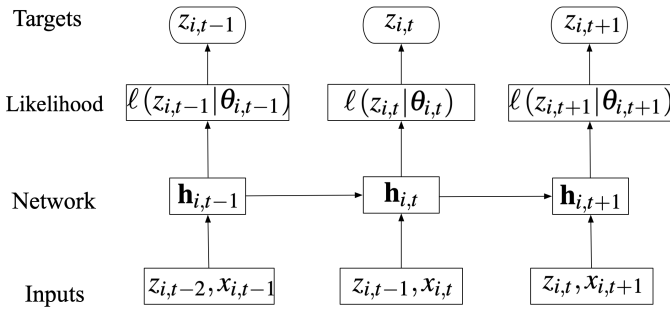 Targets z_{i,t−1} z_{i,t} z_{i,t+1}
Likelihood ℓ(z_{i,t−1}|θ_{i,t−1}) ℓ(z_{i,t}|θ_{i,t}) ℓ(z_{i,t+1}|θ_{i,t+1})
Network h_{i,t−1} h_{i,t} h_{i,t+1}
Inputs z_{i,t−2}, x_{i,t−1} z_{i,t−1}, x_{i,t} z_{i,t}, x_{i,t+1}